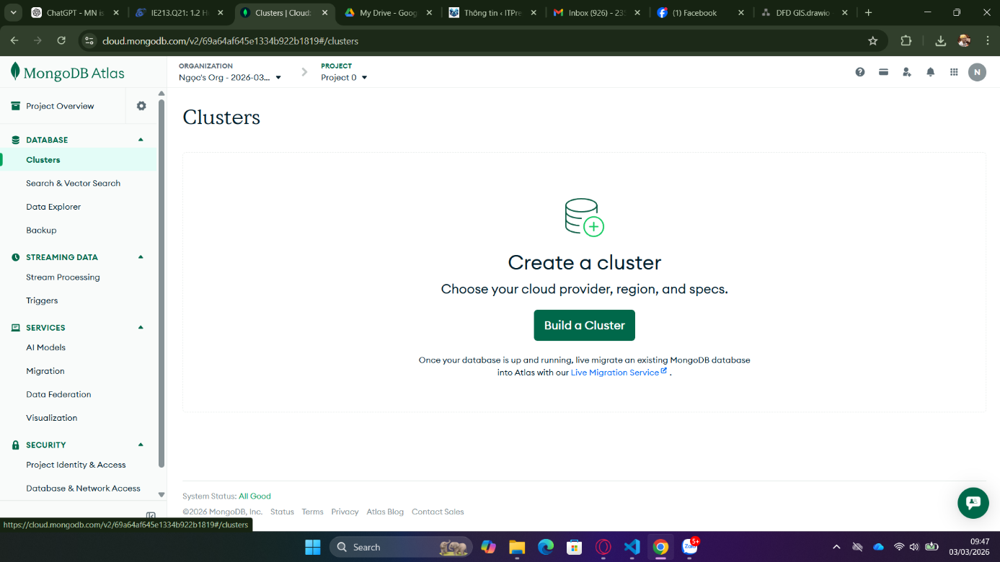 ChatGPT - MN is
IE213.Q21: 1.2 H
Clusters | Cloud:
My Drive - Goog
Thông tin ‹ ITPre
Inbox (926) - 23
(1) Facebook
DFD GIS.drawio
cloud.mongodb.com/v2/69a64af645e1334b922b1819#/clusters
MongoDB Atlas
ORGANIZATION
Ngọc's Org - 2026-03...
PROJECT
Project 0
N
Project Overview
DATABASE
Clusters
Search & Vector Search
Data Explorer
Backup
STREAMING DATA
Stream Processing
Triggers
SERVICES
AI Models
Migration
Data Federation
Visualization
SECURITY
Project Identity & Access
Database & Network Access
Clusters
Create a cluster
Choose your cloud provider, region, and specs.
Build a Cluster
Once your database is up and running, live migrate an existing MongoDB database
into Atlas with our Live Migration Service .
System Status: All Good
©2026 MongoDB, Inc. Status Terms Privacy Atlas Blog Contact Sales
https://cloud.mongodb.com/v2/69a64af645e1334b922b1819#/clusters
Search
Zalo
5+
09:47
03/03/2026